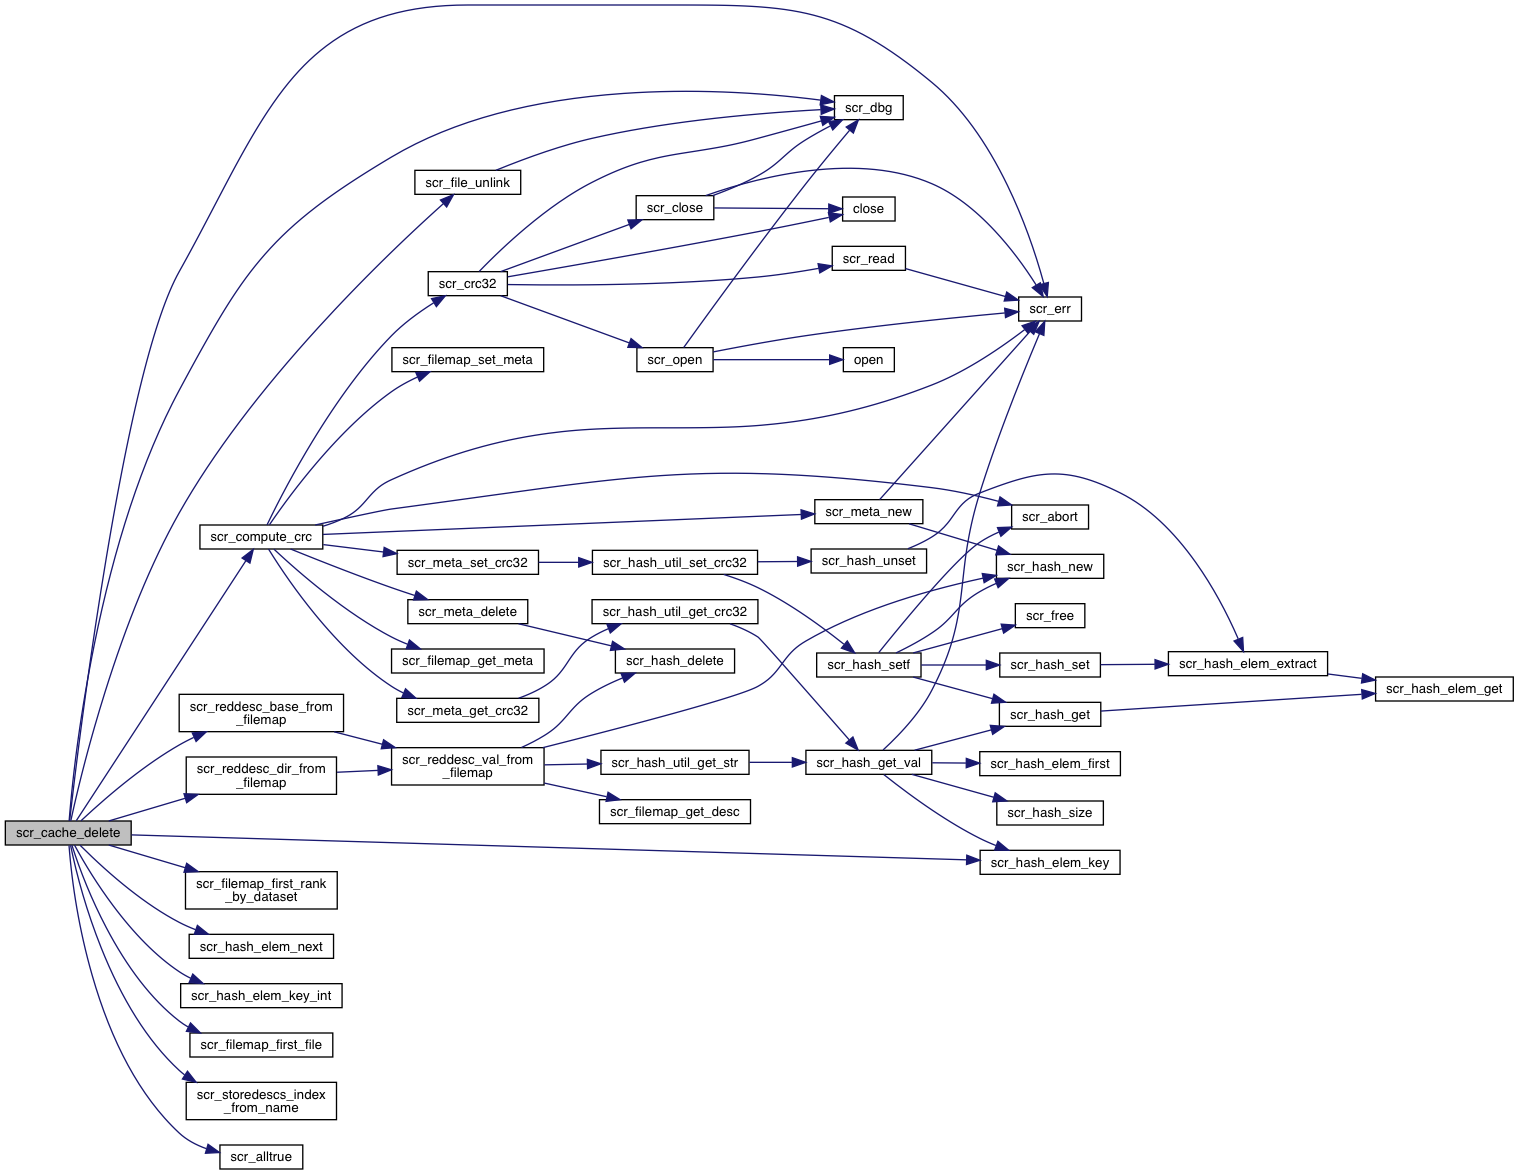 scr_dbg
scr_file_unlink
scr_close
close
scr_read
scr_crc32
scr_err
scr_filemap_set_meta
scr_open
open
scr_meta_new
scr_abort
scr_compute_crc
scr_meta_set_crc32
scr_hash_util_set_crc32
scr_hash_unset
scr_hash_new
scr_meta_delete
scr_hash_util_get_crc32
scr_free
scr_filemap_get_meta
scr_hash_delete
scr_hash_setf
scr_hash_set
scr_hash_elem_extract
scr_hash_elem_get
scr_reddesc_base_from
_filemap
scr_meta_get_crc32
scr_hash_get
scr_reddesc_val_from
_filemap
scr_hash_util_get_str
scr_hash_get_val
scr_hash_elem_first
scr_reddesc_dir_from
_filemap
scr_filemap_get_desc
scr_hash_size
scr_cache_delete
scr_hash_elem_key
scr_filemap_first_rank
_by_dataset
scr_hash_elem_next
scr_hash_elem_key_int
scr_filemap_first_file
scr_storedescs_index
_from_name
scr_alltrue